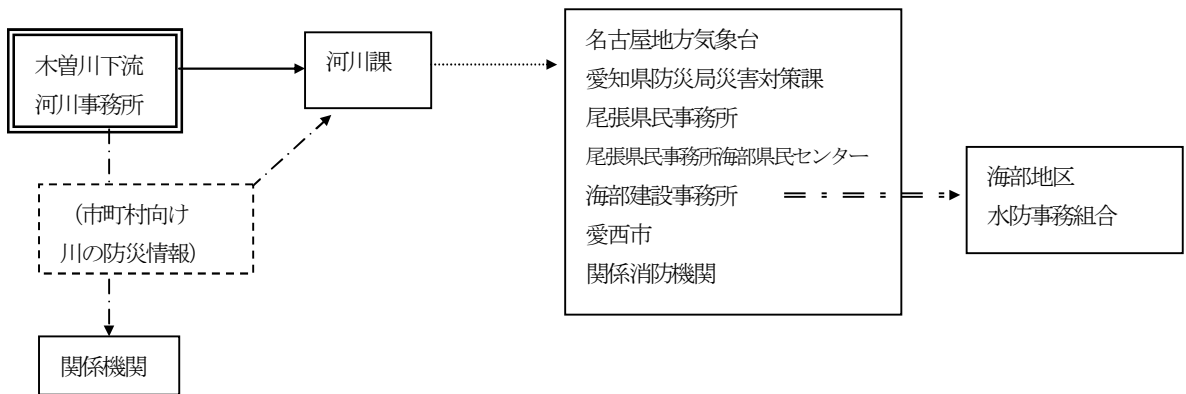 木曽川下流
河川事務所
河川課
名古屋地方気象台
愛知県防災局災害対策課
尾張県民事務所
尾張県民事務所海部県民センター
海部建設事務所
愛西市
関係消防機関
海部地区
水防事務組合
（市町村向け
川の防災情報）
関係機関